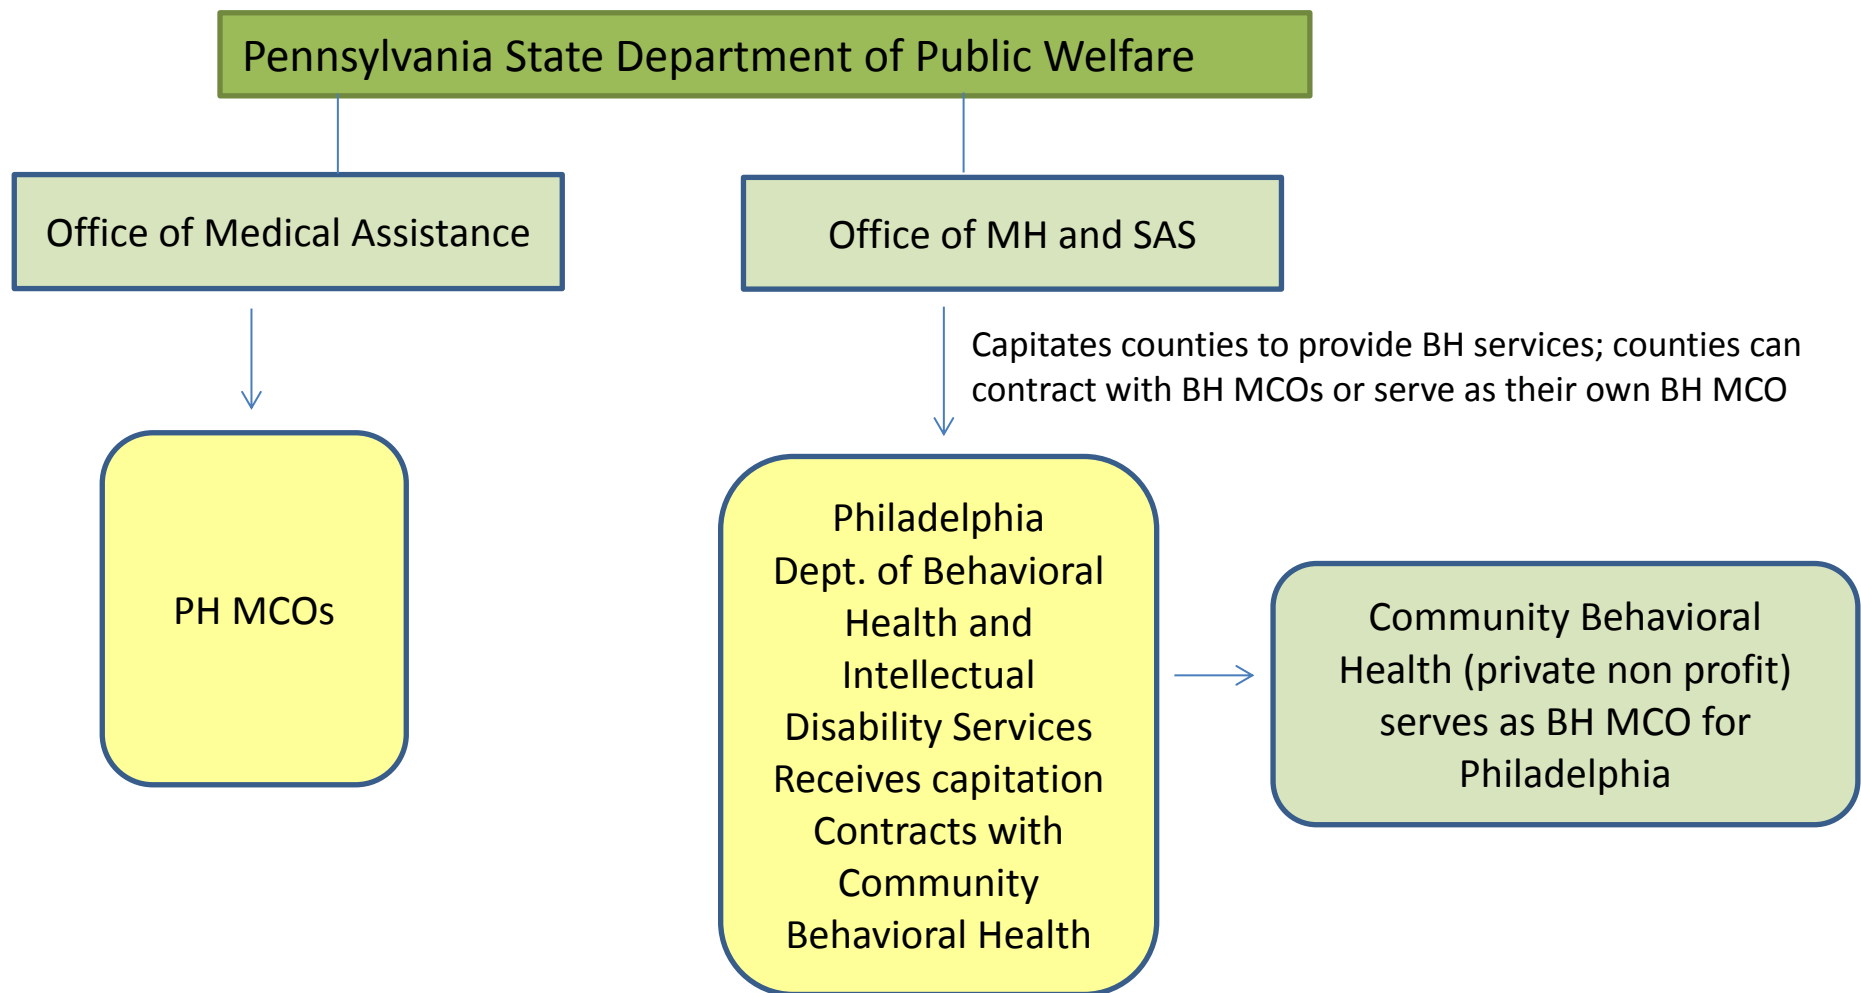 Pennsylvania State Department of Public Welfare
Office of Medical Assistance
Office of MH and SAS
Capitates counties to provide BH services; counties can
contract with BH MCOs or serve as their own BH MCO
PH MCOs
Philadelphia
Dept. of Behavioral
Health and
Intellectual
Disability Services
Receives capitation
Contracts with
Community
Behavioral Health
Community Behavioral
Health (private non profit)
serves as BH MCO for
Philadelphia